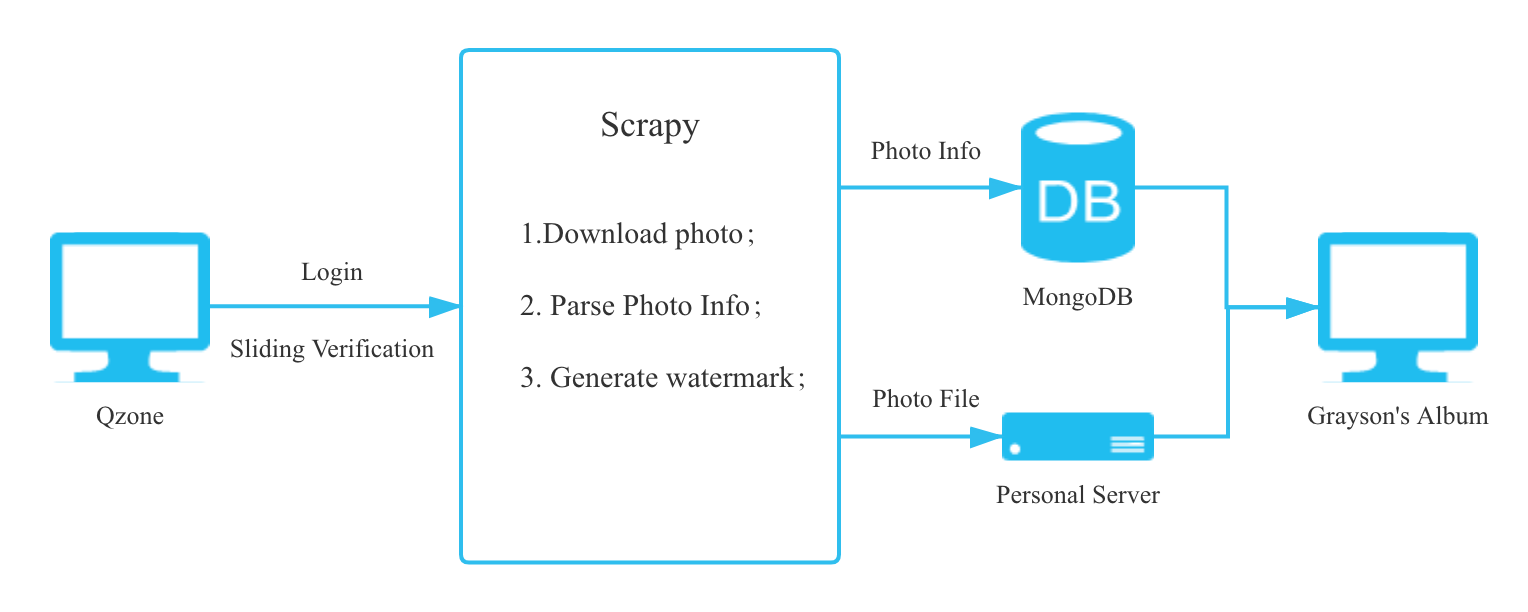 Scrapy
Photo Info
1.Download photo;
DB
Login
2. Parse Photo Info;
MongoDB
Sliding Verification
3. Generate watermark;
Photo File
Qzone
Grayson's Album
Personal Server